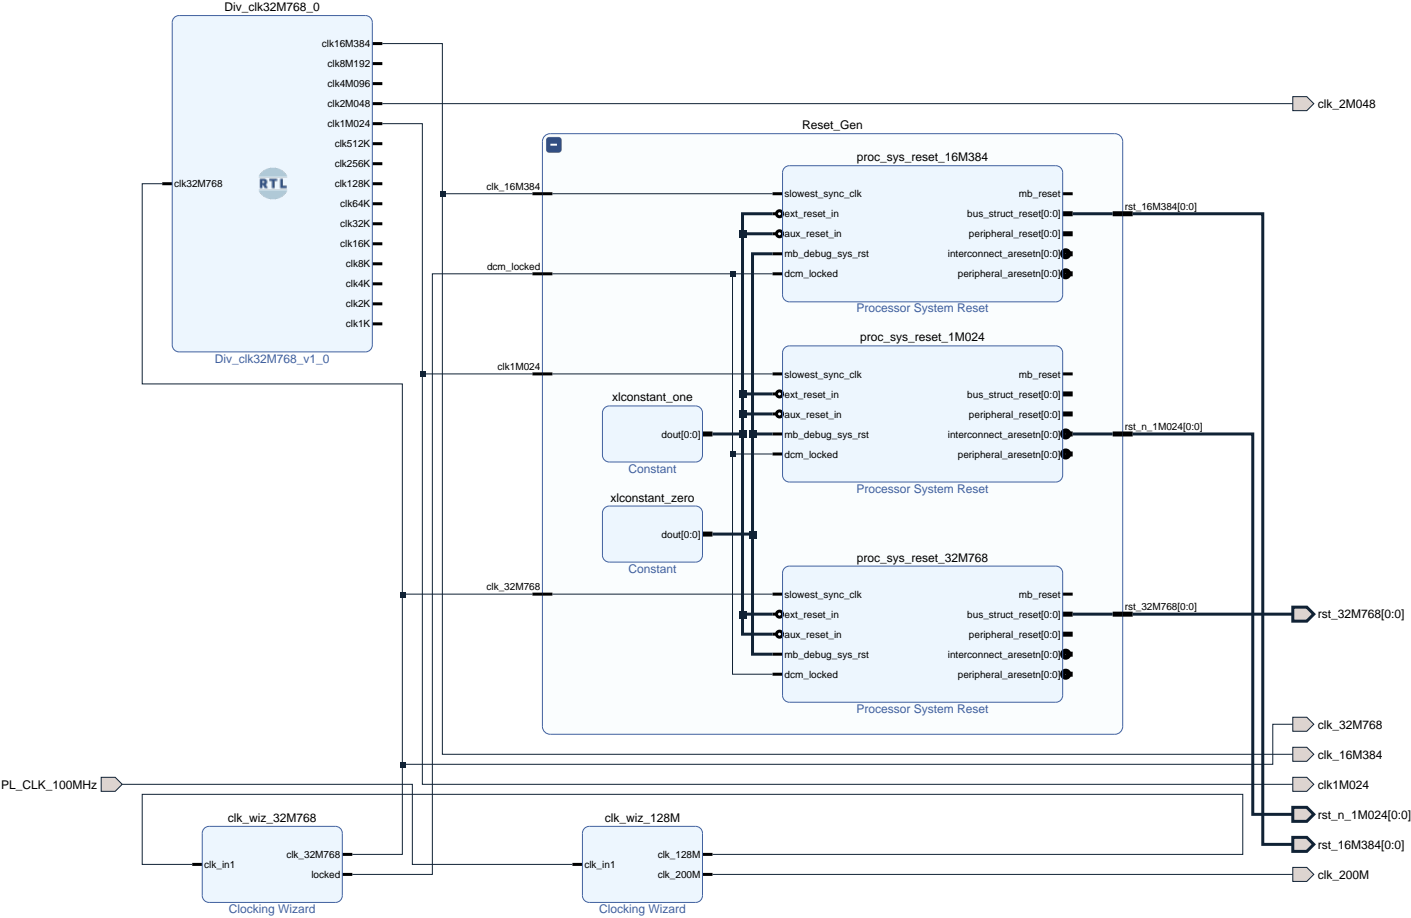 Div_clk32M768_0
clk32M768
RTL
clk16M384
clk8M192
clk4M096
clk2M048
clk1M024
clk512K
clk256K
clk128K
clk64K
clk32K
clk16K
clk8K
clk4K
clk2K
clk1K
Div_clk32M768_v1_0
clk_2M048
Reset_Gen
clk_16M384
dcm_locked
clk1M024
clk_32M768
proc_sys_reset_16M384
slowest_sync_clk
ext_reset_in
aux_reset_in
mb_debug_sys_rst
dcm_locked
mb_reset
bus_struct_reset[0:0]
peripheral_reset[0:0]
interconnect_aresetn[0:0]
peripheral_aresetn[0:0]
Processor System Reset
rst_16M384[0:0]
proc_sys_reset_1M024
slowest_sync_clk
ext_reset_in
aux_reset_in
mb_debug_sys_rst
dcm_locked
mb_reset
bus_struct_reset[0:0]
peripheral_reset[0:0]
interconnect_aresetn[0:0]
peripheral_aresetn[0:0]
Processor System Reset
rst_n_1M024[0:0]
xlconstant_one
dout[0:0]
Constant
xlconstant_zero
dout[0:0]
Constant
proc_sys_reset_32M768
slowest_sync_clk
ext_reset_in
aux_reset_in
mb_debug_sys_rst
dcm_locked
mb_reset
bus_struct_reset[0:0]
peripheral_reset[0:0]
interconnect_aresetn[0:0]
peripheral_aresetn[0:0]
Processor System Reset
rst_32M768[0:0]
rst_32M768[0:0]
clk_32M768
clk_16M384
clk1M024
rst_n_1M024[0:0]
rst_16M384[0:0]
clk_200M
PL_CLK_100MHz
clk_wiz_32M768
clk_in1
clk_32M768
locked
Clocking Wizard
clk_wiz_128M
clk_in1
clk_128M
clk_200M
Clocking Wizard